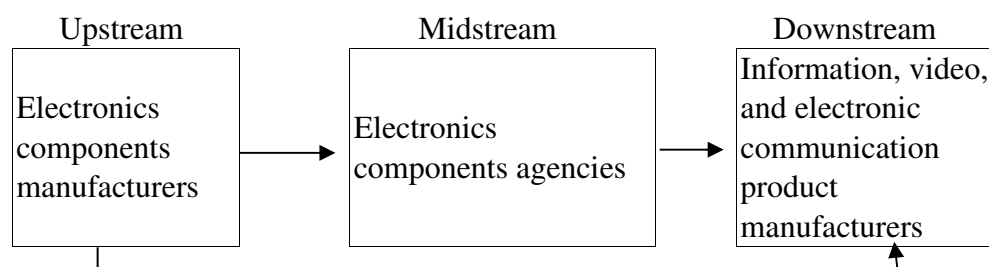 Upstream
Midstream
Downstream
Electronics
components
manufacturers
Electronics
components agencies
Information, video,
and electronic
communication
product
manufacturers